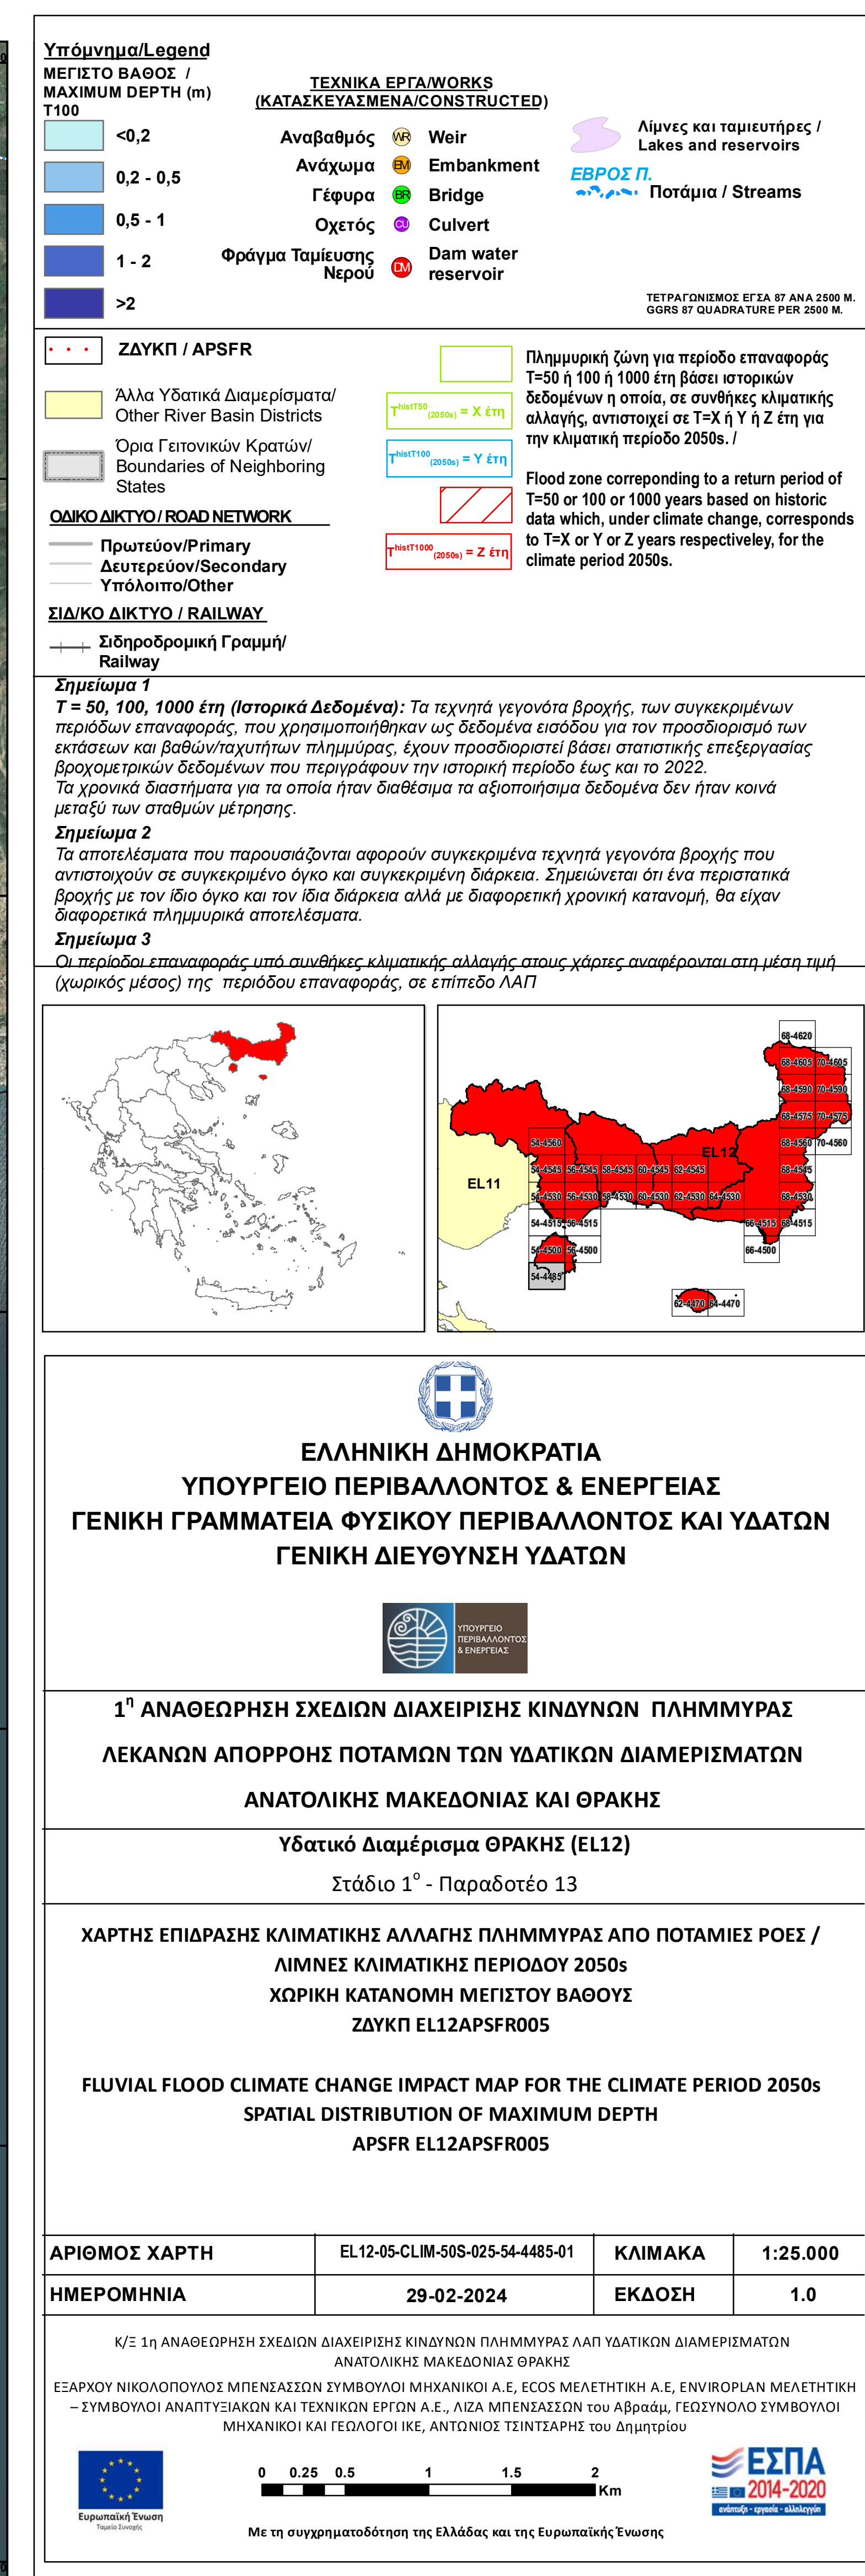 Υπόμνημα/Legend
ΜΕΓΙΣΤΟ ΒΑΘΟΣ /
MAXIMUM DEPTH (m)
T100
<0,2
0,2 - 0,5
0,5 - 1
1 - 2
>2
ΤΕΧΝΙΚΑ ΕΡΓΑ/WORKS
(ΚΑΤΑΣΚΕΥΑΣΜΕΝΑ/CONSTRUCTED)
Αναβαθμός WR Weir
Ανάχωμα EM Embankment
Γέφυρα BR Bridge
Οχετός CU Culvert
Φράγμα Ταμίευσης Νερού DM Dam water reservoir
Λίμνες και ταμιευτήρες /
Lakes and reservoirs
ΕΒΡΟΣ Π.
Ποτάμια / Streams
ΤΕΤΡΑΓΩΝΙΣΜΟΣ ΕΓΣΑ 87 ΑΝΑ 2500 Μ.
GGRS 87 QUADRATURE PER 2500 M.
ΖΔΥΚΠ / APSFR
Άλλα Υδατικά Διαμερίσματα/
Other River Basin Districts
Όρια Γειτονικών Κρατών/
Boundaries of Neighboring
States
ΟΔΙΚΟ ΔΙΚΤΥΟ / ROAD NETWORK
Πρωτεύον/Primary
Δευτερεύον/Secondary
Υπόλοιπο/Other
ΣΙΔ/ΚΟ ΔΙΚΤΥΟ / RAILWAY
Σιδηροδρομική Γραμμή/
Railway
T histT50 (2050s) = X έτη
T histT100 (2050s) = Y έτη
T histT1000 (2050s) = Z έτη
Πλημμυρική ζώνη για περίοδο επαναφοράς
T=50 ή 100 ή 1000 έτη βάσει ιστορικών
δεδομένων η οποία, σε συνθήκες κλιματικής
αλλαγής, αντιστοιχεί σε T=X ή Y ή Z έτη για
την κλιματική περίοδο 2050s. /
Flood zone correponding to a return period of
T=50 or 100 or 1000 years based on historic
data which, under climate change, corresponds
to T=X or Y or Z years respectiveley, for the
climate period 2050s.
Σημείωμα 1
T = 50, 100, 1000 έτη (Ιστορικά Δεδομένα): Τα τεχνητά γεγονότα βροχής, των συγκεκριμένων
περιόδων επαναφοράς, που χρησιμοποιήθηκαν ως δεδομένα εισόδου για τον προσδιορισμό των
εκτάσεων και βαθών/ταχυτήτων πλημμύρας, έχουν προσδιοριστεί βάσει στατιστικής επεξεργασίας
βροχομετρικών δεδομένων που περιγράφουν την ιστορική περίοδο έως και το 2022.
Τα χρονικά διαστήματα για τα οποία ήταν διαθέσιμα τα αξιοποιήσιμα δεδομένα δεν ήταν κοινά
μεταξύ των σταθμών μέτρησης.
Σημείωμα 2
Τα αποτελέσματα που παρουσιάζονται αφορούν συγκεκριμένα τεχνητά γεγονότα βροχής που
αντιστοιχούν σε συγκεκριμένο όγκο και συγκεκριμένη διάρκεια. Σημειώνεται ότι ένα περιστατικά
βροχής με τον ίδιο όγκο και τον ίδια διάρκεια αλλά με διαφορετική χρονική κατανομή, θα είχαν
διαφορετικά πλημμυρικά αποτελέσματα.
Σημείωμα 3
Οι περίοδοι επαναφοράς υπό συνθήκες κλιματικής αλλαγής στους χάρτες αναφέρονται στη μέση τιμή
(χωρικός μέσος) της περιόδου επαναφοράς, σε επίπεδο ΛΑΠ
68-4620
68-4605 70-4605
68-4590 70-4590
68-4575 70-4575
54-4560 68-4560 70-4560
EL12
54-4545 56-4545 58-4545 60-4545 62-4545 68-4545
EL11
54-4530 56-4530 58-4530 60-4530 62-4530 64-4530 68-4530
54-4515 56-4515 66-4515 68-4515
54-4500 56-4500 66-4500
54-4485
62-4470 64-4470
ΕΛΛΗΝΙΚΗ ΔΗΜΟΚΡΑΤΙΑ
ΥΠΟΥΡΓΕΙΟ ΠΕΡΙΒΑΛΛΟΝΤΟΣ & ΕΝΕΡΓΕΙΑΣ
ΓΕΝΙΚΗ ΓΡΑΜΜΑΤΕΙΑ ΦΥΣΙΚΟΥ ΠΕΡΙΒΑΛΛΟΝΤΟΣ ΚΑΙ ΥΔΑΤΩΝ
ΓΕΝΙΚΗ ΔΙΕΥΘΥΝΣΗ ΥΔΑΤΩΝ
ΥΠΟΥΡΓΕΙΟ
ΠΕΡΙΒΑΛΛΟΝΤΟΣ
& ΕΝΕΡΓΕΙΑΣ
1η ΑΝΑΘΕΩΡΗΣΗ ΣΧΕΔΙΩΝ ΔΙΑΧΕΙΡΙΣΗΣ ΚΙΝΔΥΝΩΝ ΠΛΗΜΜΥΡΑΣ
ΛΕΚΑΝΩΝ ΑΠΟΡΡΟΗΣ ΠΟΤΑΜΩΝ ΤΩΝ ΥΔΑΤΙΚΩΝ ΔΙΑΜΕΡΙΣΜΑΤΩΝ
ΑΝΑΤΟΛΙΚΗΣ ΜΑΚΕΔΟΝΙΑΣ ΚΑΙ ΘΡΑΚΗΣ
Υδατικό Διαμέρισμα ΘΡΑΚΗΣ (EL12)
Στάδιο 1ο - Παραδοτέο 13
ΧΑΡΤΗΣ ΕΠΙΔΡΑΣΗΣ ΚΛΙΜΑΤΙΚΗΣ ΑΛΛΑΓΗΣ ΠΛΗΜΜΥΡΑΣ ΑΠΟ ΠΟΤΑΜΙΕΣ ΡΟΕΣ /
ΛΙΜΝΕΣ ΚΛΙΜΑΤΙΚΗΣ ΠΕΡΙΟΔΟΥ 2050s
ΧΩΡΙΚΗ ΚΑΤΑΝΟΜΗ ΜΕΓΙΣΤΟΥ ΒΑΘΟΥΣ
ΖΔΥΚΠ EL12APSFR005
FLUVIAL FLOOD CLIMATE CHANGE IMPACT MAP FOR THE CLIMATE PERIOD 2050s
SPATIAL DISTRIBUTION OF MAXIMUM DEPTH
APSFR EL12APSFR005
ΑΡΙΘΜΟΣ ΧΑΡΤΗ EL12-05-CLIM-50S-025-54-4485-01 ΚΛΙΜΑΚΑ 1:25.000
ΗΜΕΡΟΜΗΝΙΑ 29-02-2024 ΕΚΔΟΣΗ 1.0
Κ/Ξ 1η ΑΝΑΘΕΩΡΗΣΗ ΣΧΕΔΙΩΝ ΔΙΑΧΕΙΡΙΣΗΣ ΚΙΝΔΥΝΩΝ ΠΛΗΜΜΥΡΑΣ ΛΑΠ ΥΔΑΤΙΚΩΝ ΔΙΑΜΕΡΙΣΜΑΤΩΝ
ΑΝΑΤΟΛΙΚΗΣ ΜΑΚΕΔΟΝΙΑΣ ΘΡΑΚΗΣ
ΕΞΑΡΧΟΥ ΝΙΚΟΛΟΠΟΥΛΟΣ ΜΠΕΝΣΑΣΣΩΝ ΣΥΜΒΟΥΛΟΙ ΜΗΧΑΝΙΚΟΙ Α.Ε, ECOS ΜΕΛΕΤΗΤΙΚΗ Α.Ε, ENVIROPLAN ΜΕΛΕΤΗΤΙΚΗ
– ΣΥΜΒΟΥΛΟΙ ΑΝΑΠΤΥΞΙΑΚΩΝ ΚΑΙ ΤΕΧΝΙΚΩΝ ΕΡΓΩΝ Α.Ε., ΛΙΖΑ ΜΠΕΝΣΑΣΣΩΝ του Αβραάμ, ΓΕΩΣΥΝΟΛΟ ΣΥΜΒΟΥΛΟΙ
ΜΗΧΑΝΙΚΟΙ ΚΑΙ ΓΕΩΛΟΓΟΙ ΙΚΕ, ΑΝΤΩΝΙΟΣ ΤΣΙΝΤΣΑΡΗΣ του Δημητρίου
Ευρωπαϊκή Ένωση
Ταμείο Συνοχής
0 0.25 0.5 1 1.5 2
Km
ΕΣΠΑ
2014-2020
ανάπτυξη - εργασία - αλληλεγγύη
Με τη συγχρηματοδότηση της Ελλάδας και της Ευρωπαϊκής Ένωσης